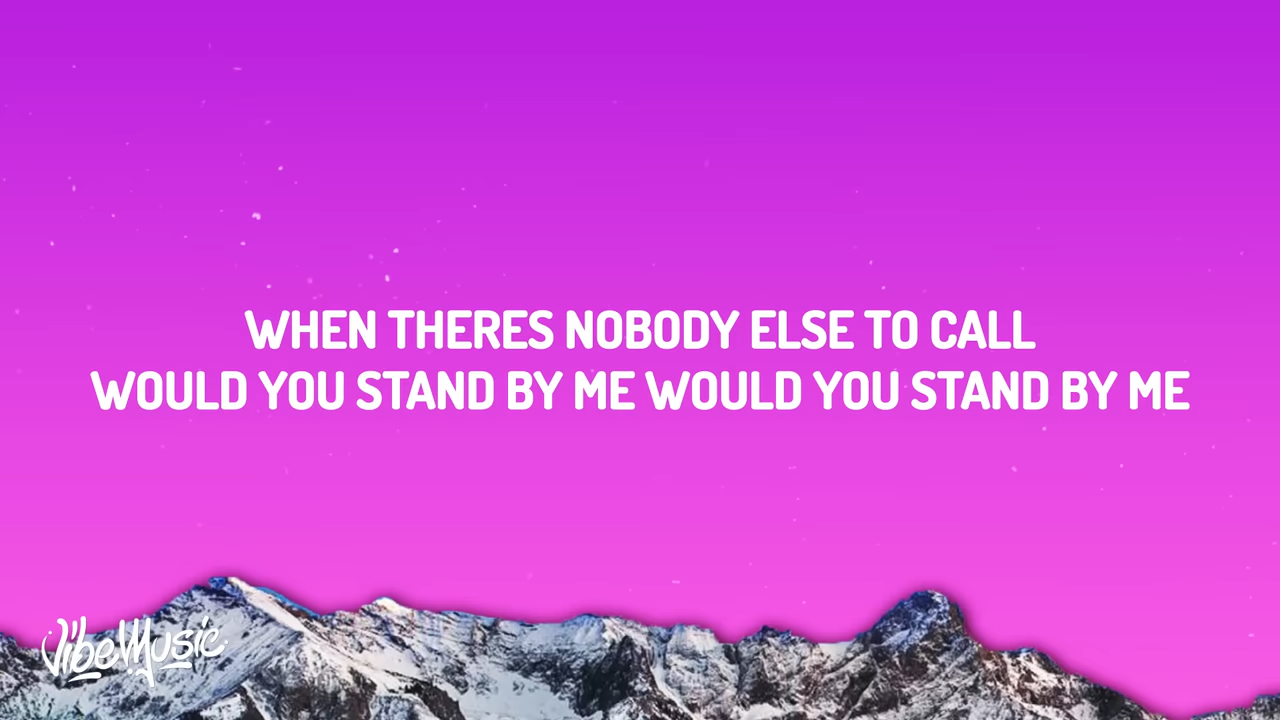 WHEN THERES NOBODY ELSE TO CALL
WOULD YOU STAND BY ME WOULD YOU STAND BY ME
VibeMusic